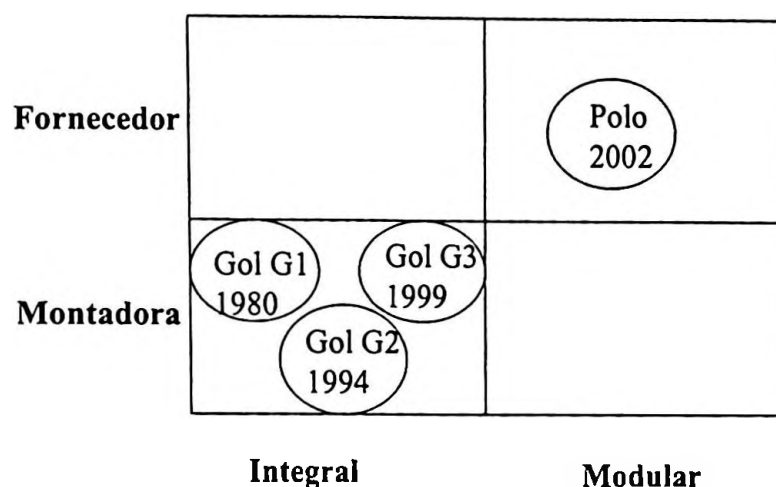 Fornecedor
Polo
2002
Gol G1
1980
Gol G3
1999
Montadora
Gol G2
1994
Integral
Modular